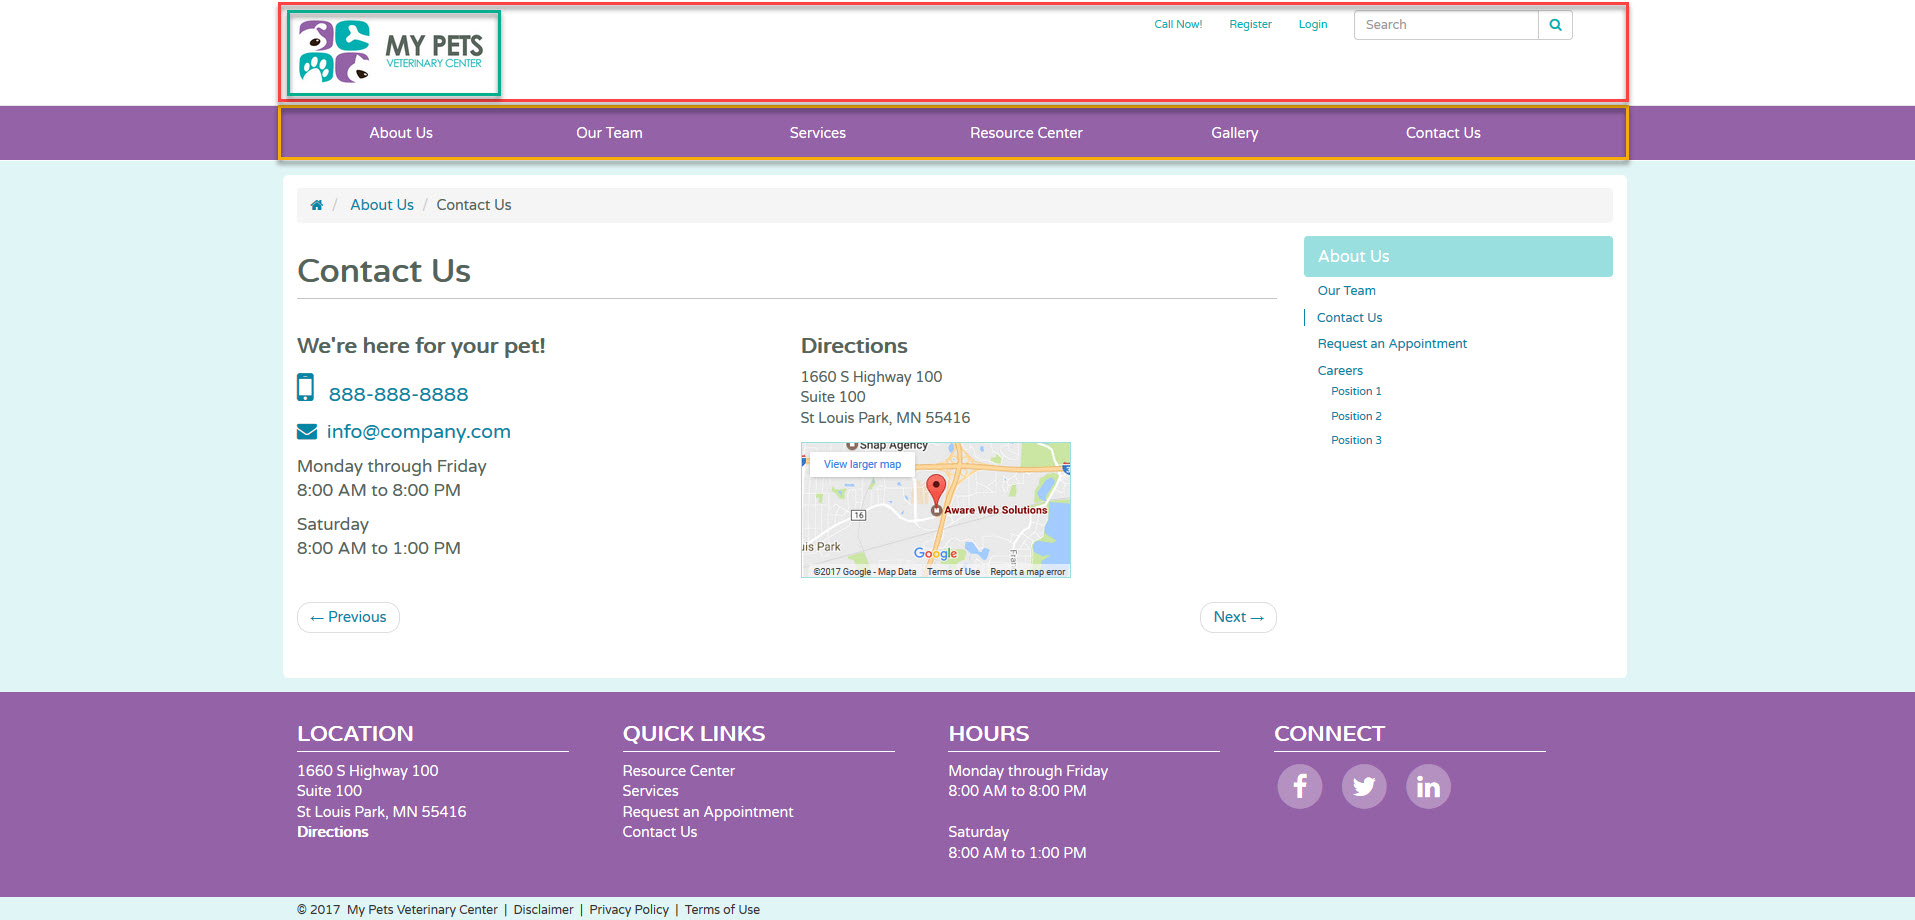 MY PETS
VETERINARY CENTER
Call Now! Register Login Search
About Us Our Team Services Resource Center Gallery Contact Us
/ About Us / Contact Us
Contact Us
We're here for your pet!
888-888-8888
info@company.com
Monday through Friday
8:00 AM to 8:00 PM
Saturday
8:00 AM to 1:00 PM
Directions
1660 S Highway 100
Suite 100
St Louis Park, MN 55416
Snap Agency
View larger map
16
Aware Web Solutions
uis Park
Google
Fran
©2017 Google - Map Data Terms of Use Report a map error
← Previous
Next →
About Us
Our Team
Contact Us
Request an Appointment
Careers
Position 1
Position 2
Position 3
LOCATION
1660 S Highway 100
Suite 100
St Louis Park, MN 55416
Directions
QUICK LINKS
Resource Center
Services
Request an Appointment
Contact Us
HOURS
Monday through Friday
8:00 AM to 8:00 PM
Saturday
8:00 AM to 1:00 PM
CONNECT
© 2017 My Pets Veterinary Center | Disclaimer | Privacy Policy | Terms of Use